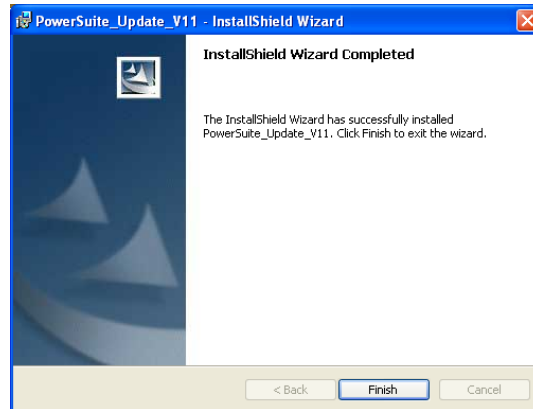 PowerSuite_Update_V11 - InstallShield Wizard
InstallShield Wizard Completed
The InstallShield Wizard has successfully installed
PowerSuite_Update_V11. Click Finish to exit the wizard.
< Back
Finish
Cancel